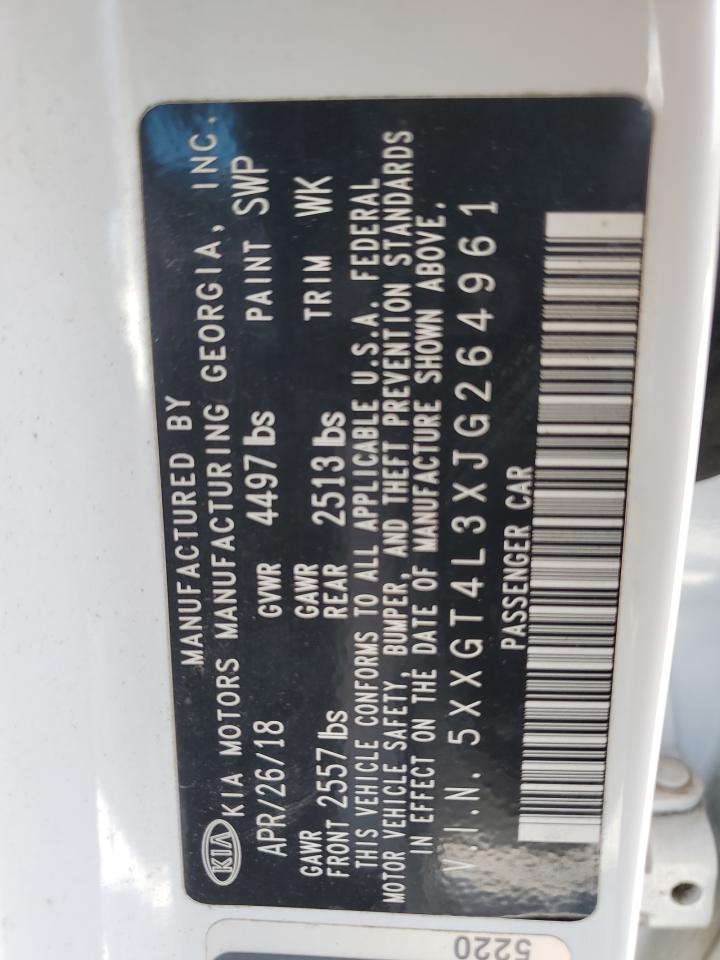 MANUFACTURED BY
KIA KIA MOTORS MANUFACTURING GEORGIA, INC.
APR/26/18 GVWR 4497 lbs PAINT SWP
GAWR FRONT 2557 lbs GAWR REAR 2513 lbs TRIM WK
THIS VEHICLE CONFORMS TO ALL APPLICABLE U.S.A. FEDERAL
MOTOR VEHICLE SAFETY, BUMPER, AND THEFT PREVENTION STANDARDS
IN EFFECT ON THE DATE OF MANUFACTURE SHOWN ABOVE.
V.I.N. 5XXGT4L3XJG264961
PASSENGER CAR
5220